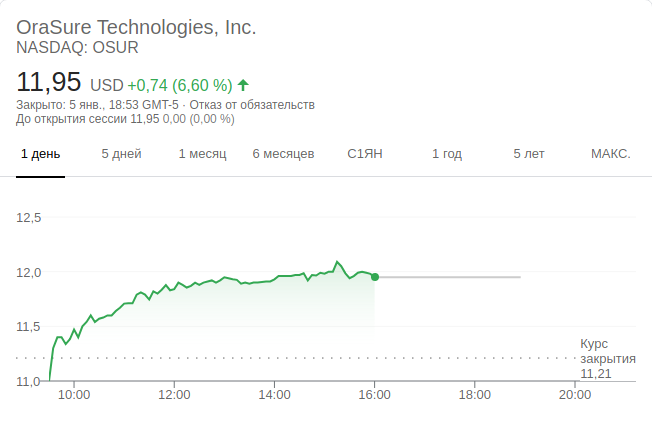 OraSure Technologies, Inc.
NASDAQ: OSUR
11,95 USD +0,74 (6,60 %)
Закрыто: 5 янв., 18:53 GMT-5 · Отказ от обязательств
До открытия сессии 11,95 0,00 (0,00 %)
1 день 5 дней 1 месяц 6 месяцев С1ЯН 1 год 5 лет МАКС.
12,5
12,0
11,5
Курс
закрытия
11,21
11,0
10:00 12:00 14:00 16:00 18:00 20:00